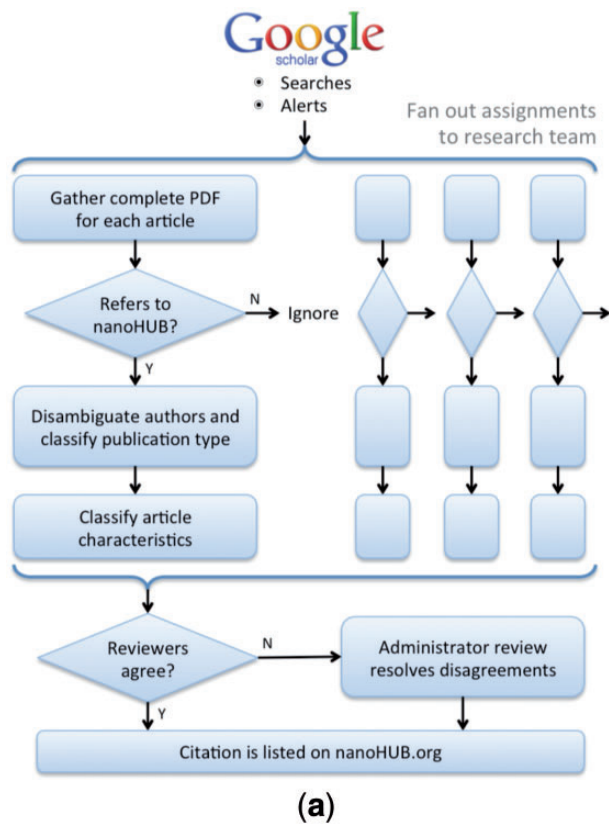 Google
scholar
Searches
Alerts
Fan out assignments
to research team
Gather complete PDF
for each article
Refers to
nanoHUB?
N
Ignore
Y
Disambiguate authors and
classify publication type
Classify article
characteristics
Reviewers
agree?
N
Administrator review
resolves disagreements
Y
Citation is listed on nanoHUB.org
(a)